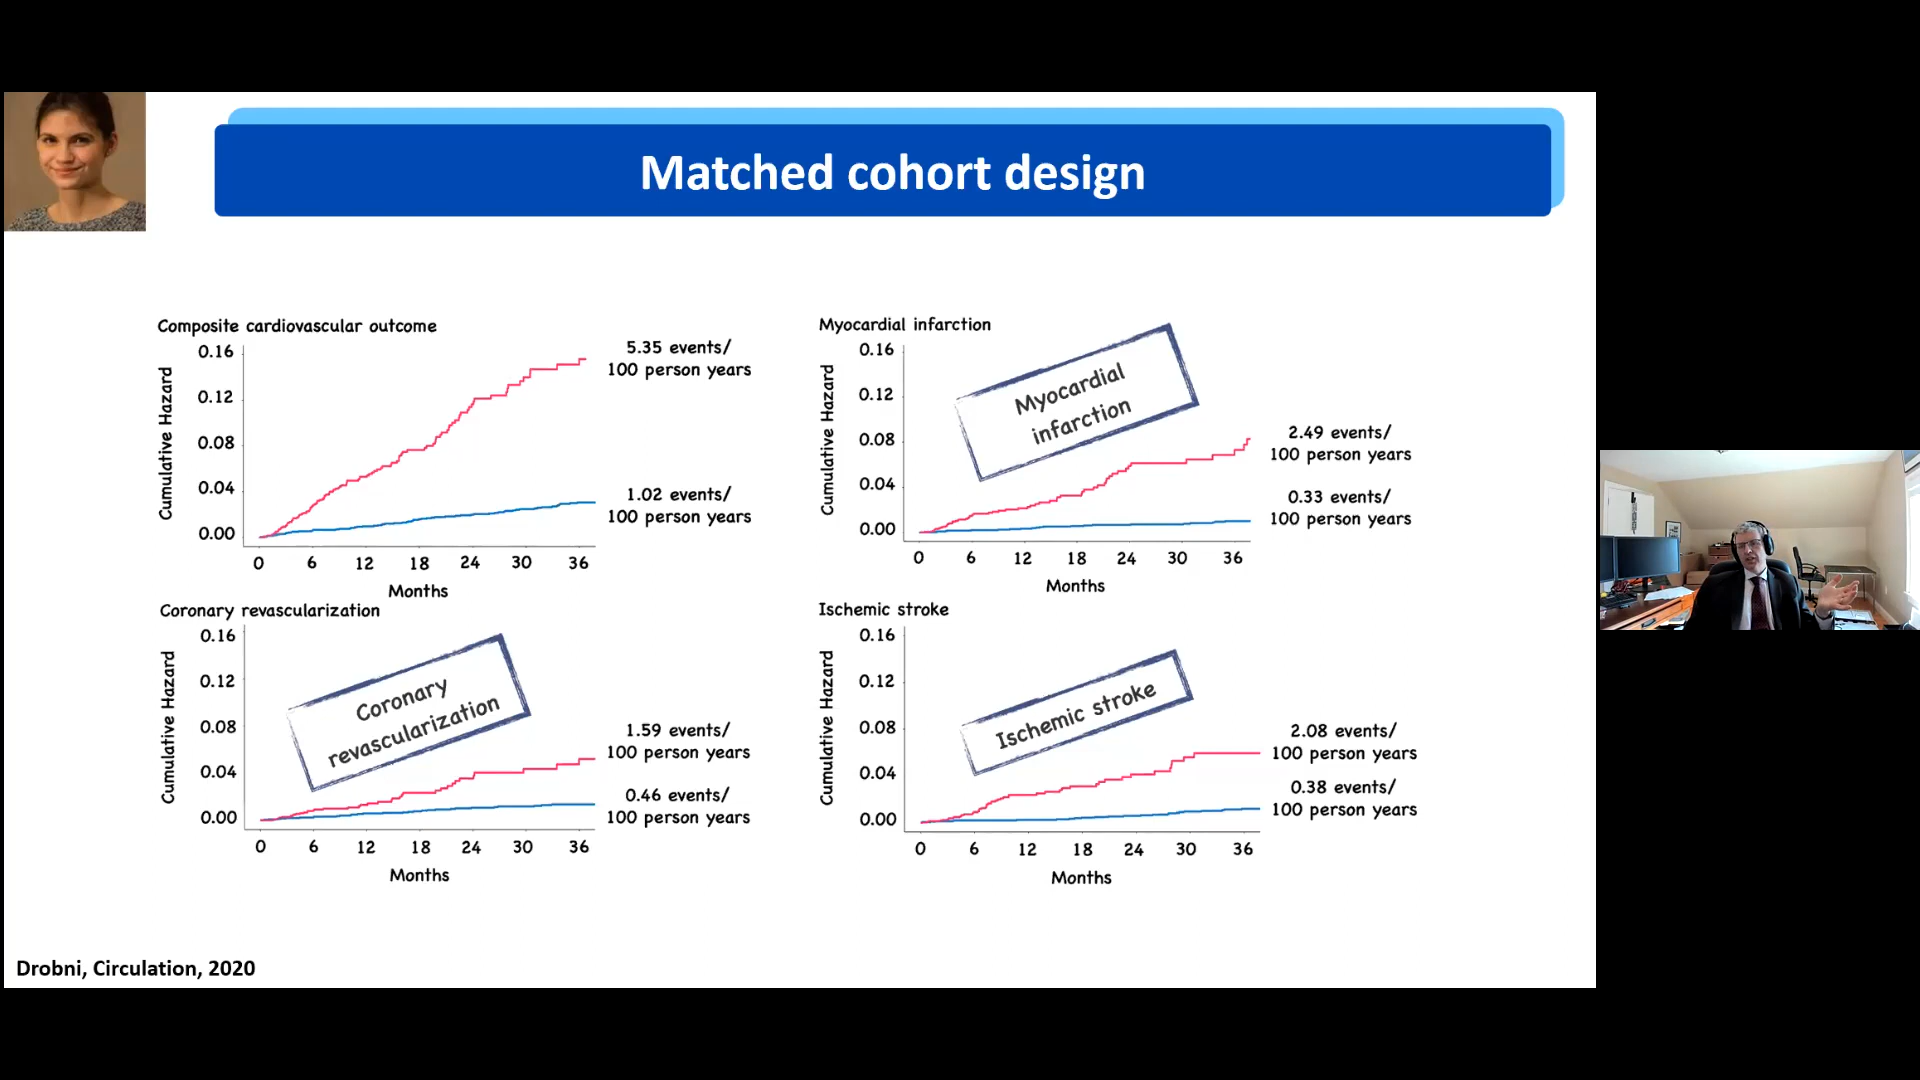 Matched cohort design
Composite cardiovascular outcome
Cumulative Hazard
0.16
0.12
0.08
0.04
0.00
0 6 12 18 24 30 36
Months
5.35 events/
100 person years
1.02 events/
100 person years
Myocardial infarction
Cumulative Hazard
0.16
0.12
0.08
0.04
0.00
0 6 12 18 24 30 36
Months
Myocardial
infarction
2.49 events/
100 person years
0.33 events/
100 person years
Coronary revascularization
Cumulative Hazard
0.16
0.12
0.08
0.04
0.00
0 6 12 18 24 30 36
Months
Coronary
revascularization
1.59 events/
100 person years
0.46 events/
100 person years
Ischemic stroke
Cumulative Hazard
0.16
0.12
0.08
0.04
0.00
0 6 12 18 24 30 36
Months
Ischemic stroke
2.08 events/
100 person years
0.38 events/
100 person years
Drobni, Circulation, 2020